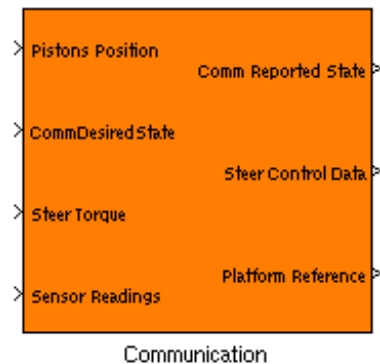 Pistons Position
Comm Reported State
CommDesiredState
Steer Control Data
Steer Torque
Platform Reference
Sensor Readings
Communication